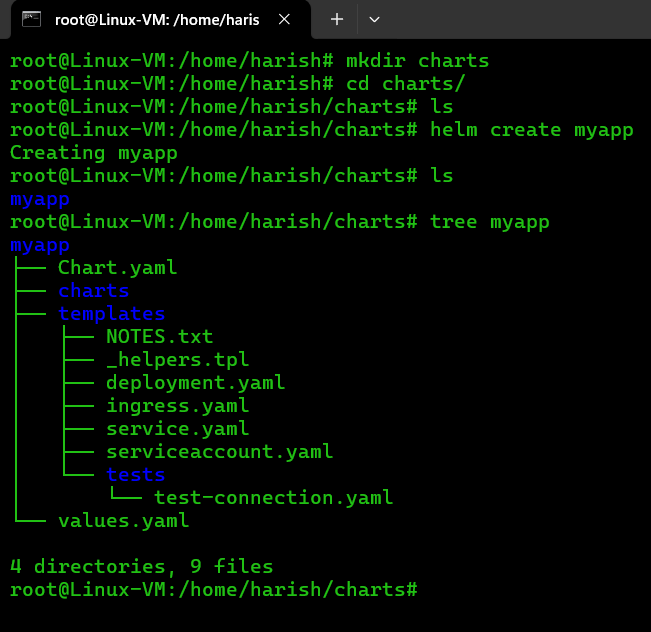 root@Linux-VM: /home/haris
root@Linux-VM:/home/harish# mkdir charts
root@Linux-VM:/home/harish# cd charts/
root@Linux-VM:/home/harish/charts# ls
root@Linux-VM:/home/harish/charts# helm create myapp
Creating myapp
root@Linux-VM:/home/harish/charts# ls
myapp
root@Linux-VM:/home/harish/charts# tree myapp
myapp
├── Chart.yaml
├── charts
├── templates
│   ├── NOTES.txt
│   ├── _helpers.tpl
│   ├── deployment.yaml
│   ├── ingress.yaml
│   ├── service.yaml
│   ├── serviceaccount.yaml
│   └── tests
│       └── test-connection.yaml
└── values.yaml
4 directories, 9 files
root@Linux-VM:/home/harish/charts#